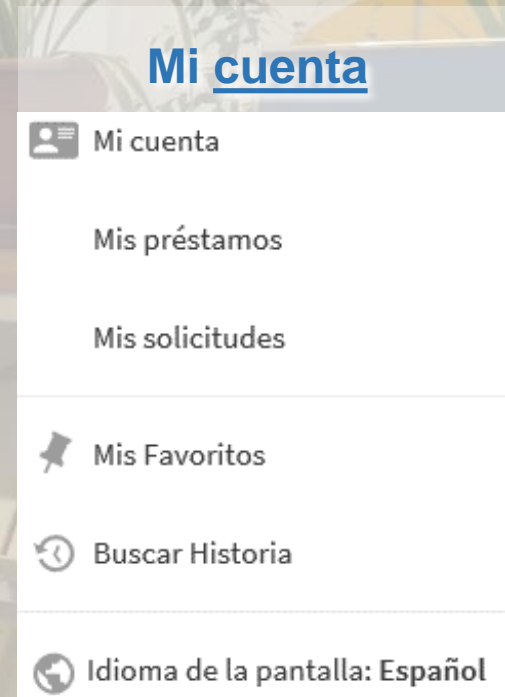 Mi cuenta
Mi cuenta
Mis préstamos
Mis solicitudes
Mis Favoritos
Buscar Historia
Idioma de la pantalla: Español